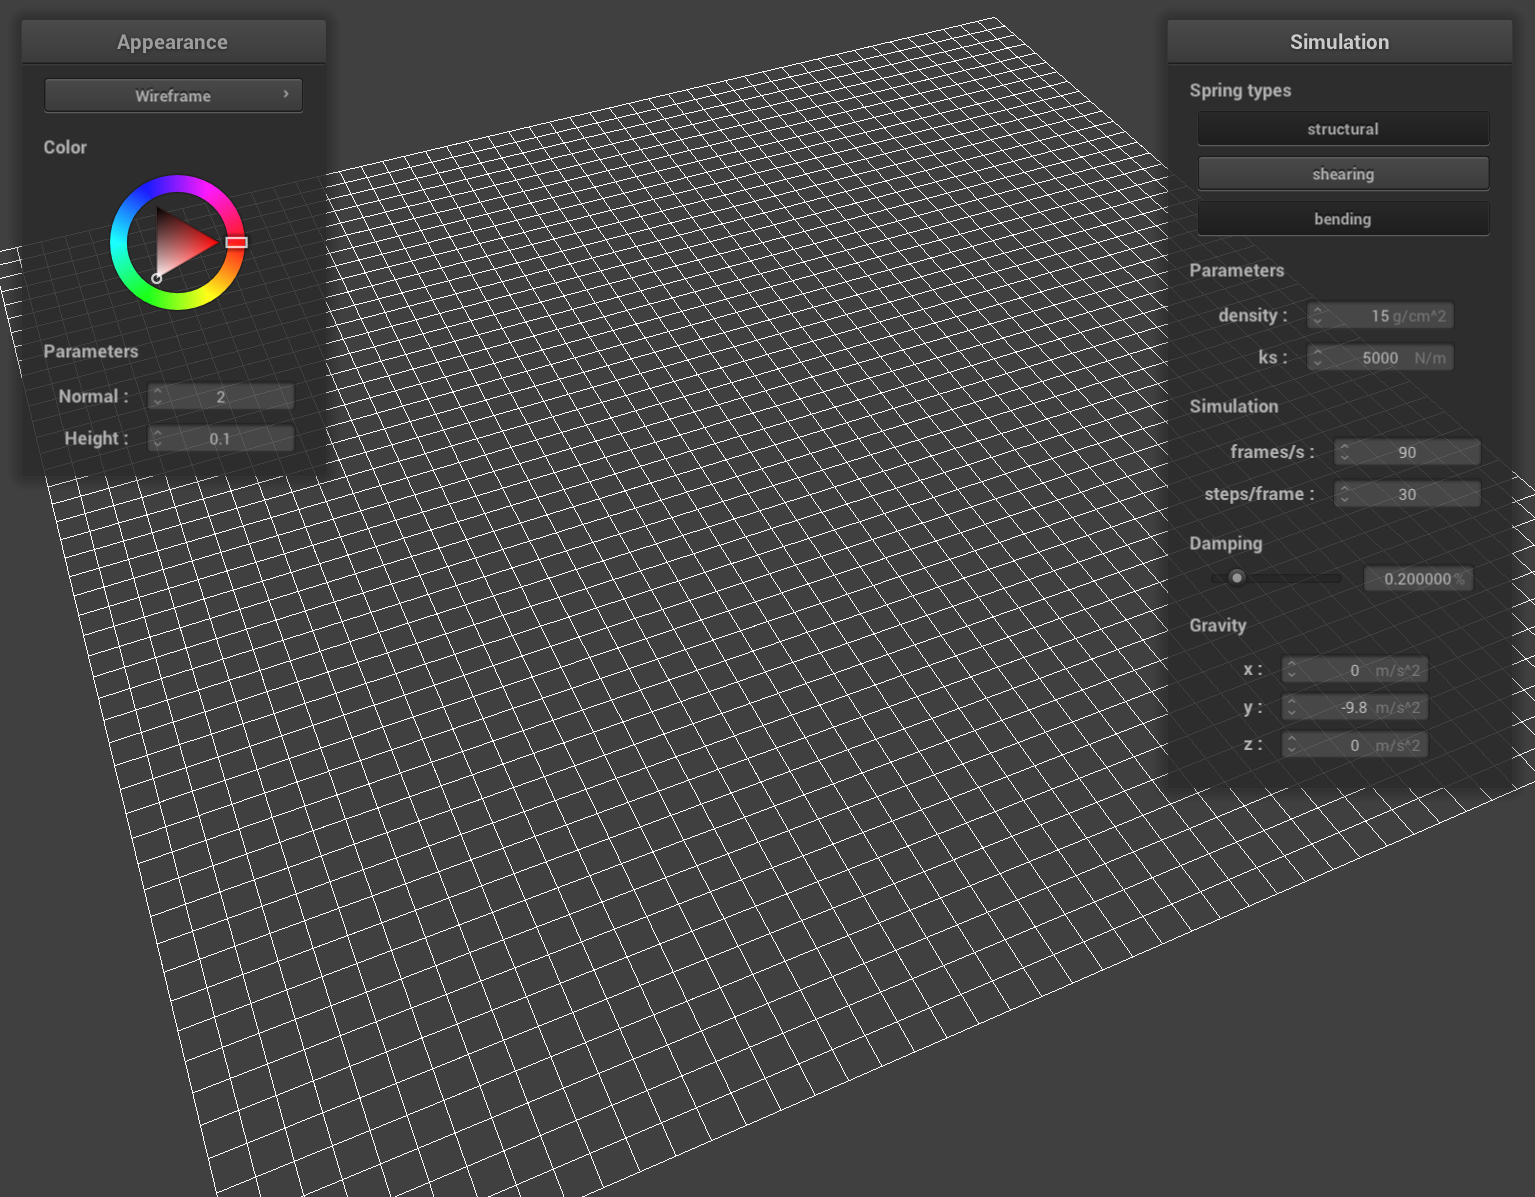 Appearance
Wireframe ›
Color
Parameters
Normal : 2
Height : 0.1
Simulation
Spring types
structural
shearing
bending
Parameters
density : 15 g/cm^2
ks : 5000 N/m
Simulation
frames/s : 90
steps/frame : 30
Damping
0.200000 %
Gravity
x : 0 m/s^2
y : -9.8 m/s^2
z : 0 m/s^2